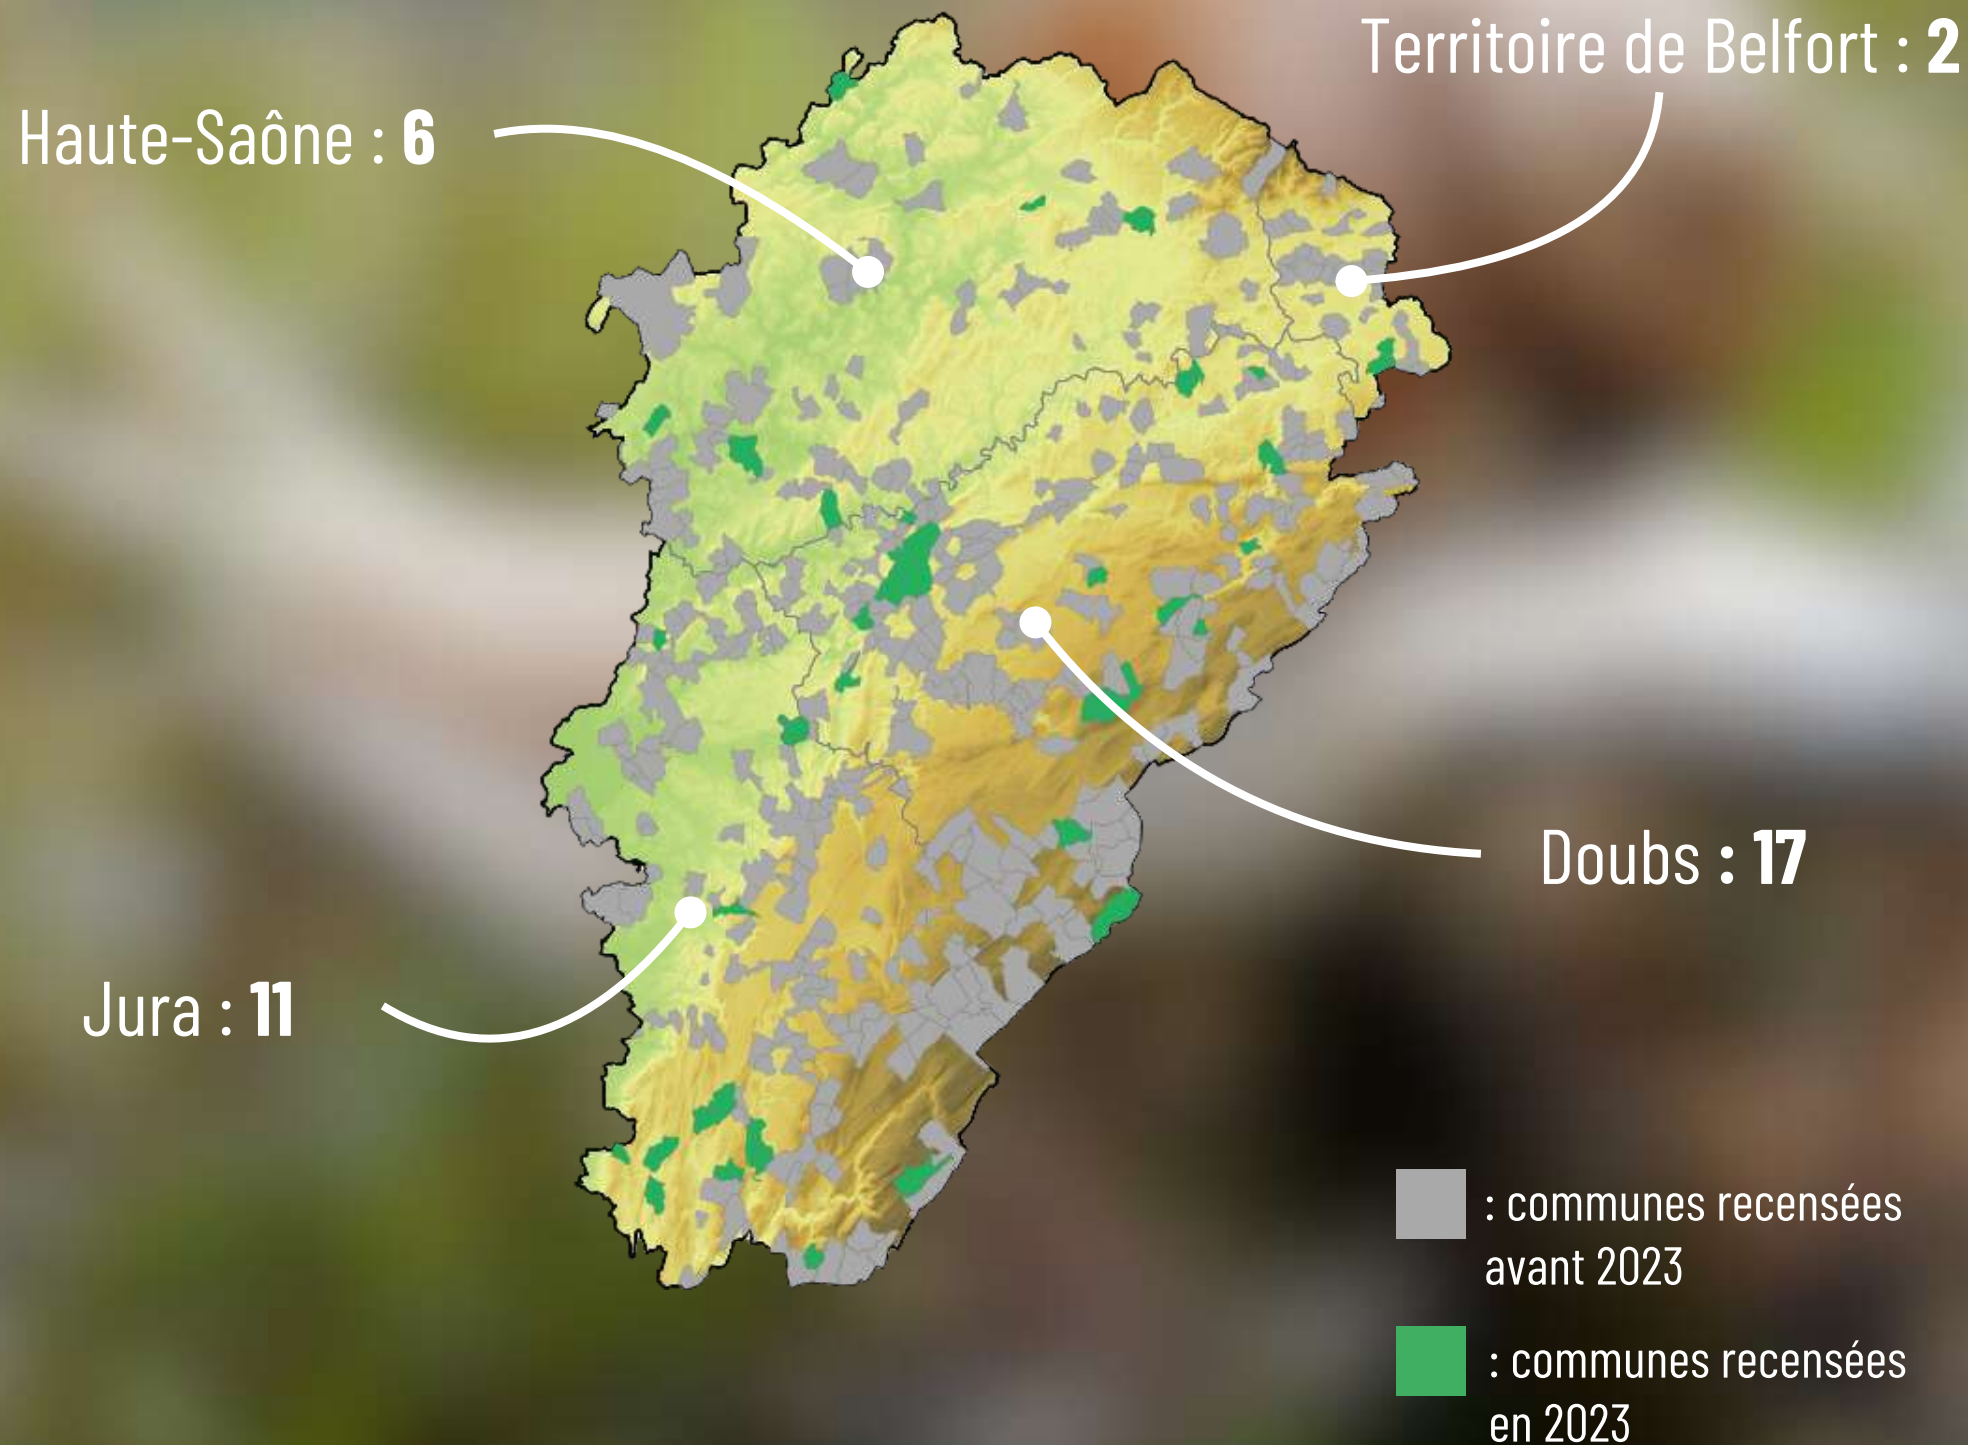 Territoire de Belfort : 2
Haute-Saône : 6
Doubs : 17
Jura : 11
: communes recensées
avant 2023
: communes recensées
en 2023